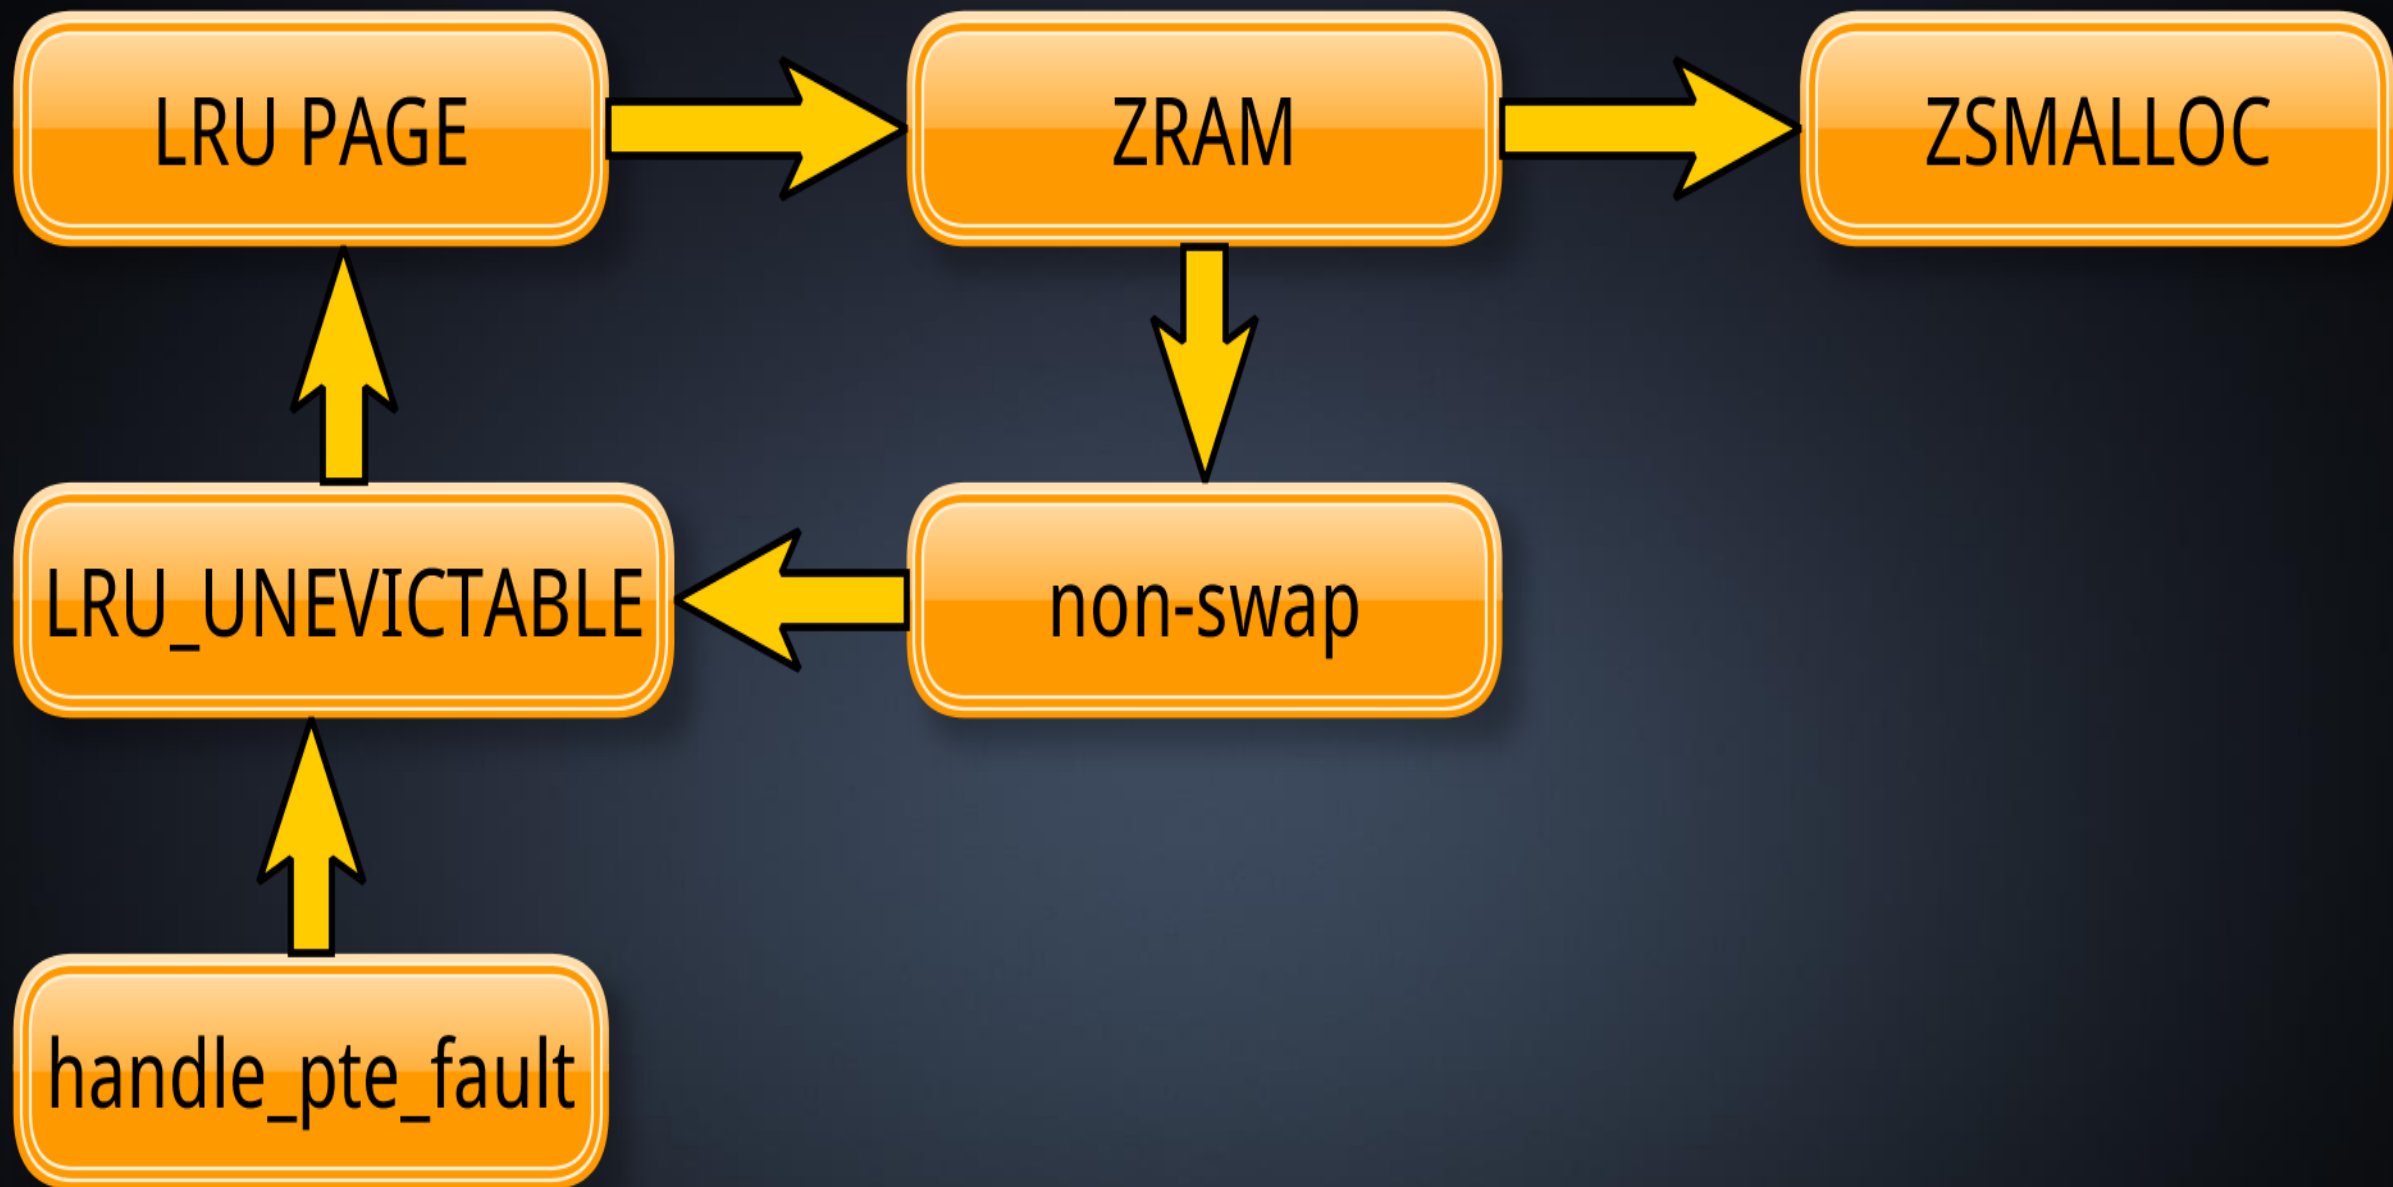 LRU PAGE
ZRAM
ZSMALLOC
LRU_UNEVICTABLE
non-swap
handle_pte_fault